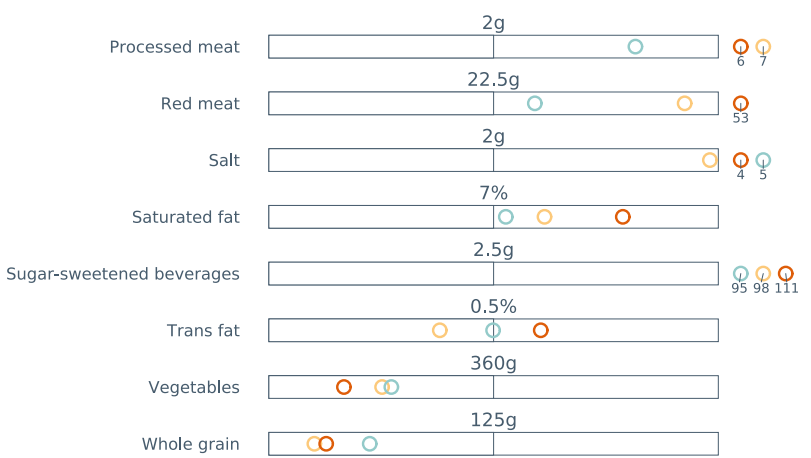 2g
Processed meat
6 7
22.5g
Red meat
53
2g
Salt
4 5
7%
Saturated fat
2.5g
Sugar-sweetened beverages
95 98 111
0.5%
Trans fat
360g
Vegetables
125g
Whole grain